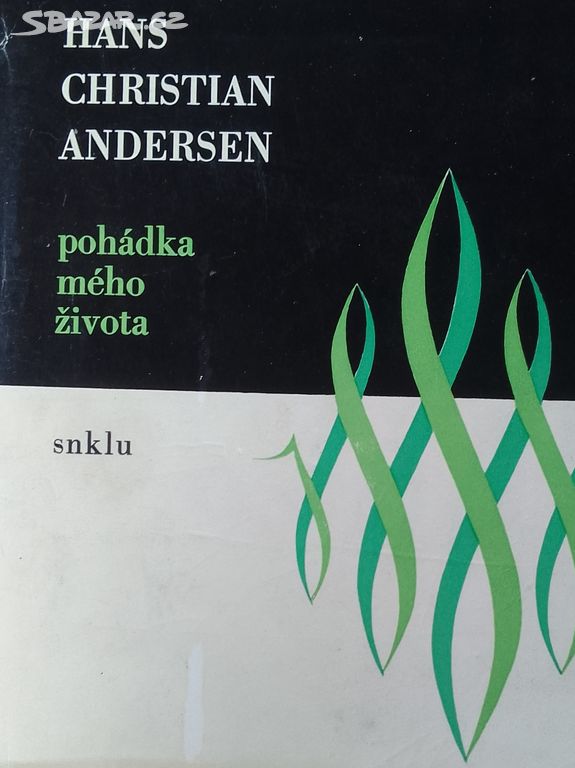 SBAZAR.CZ
HANS
CHRISTIAN
ANDERSEN
pohádka
mého
života
snklu